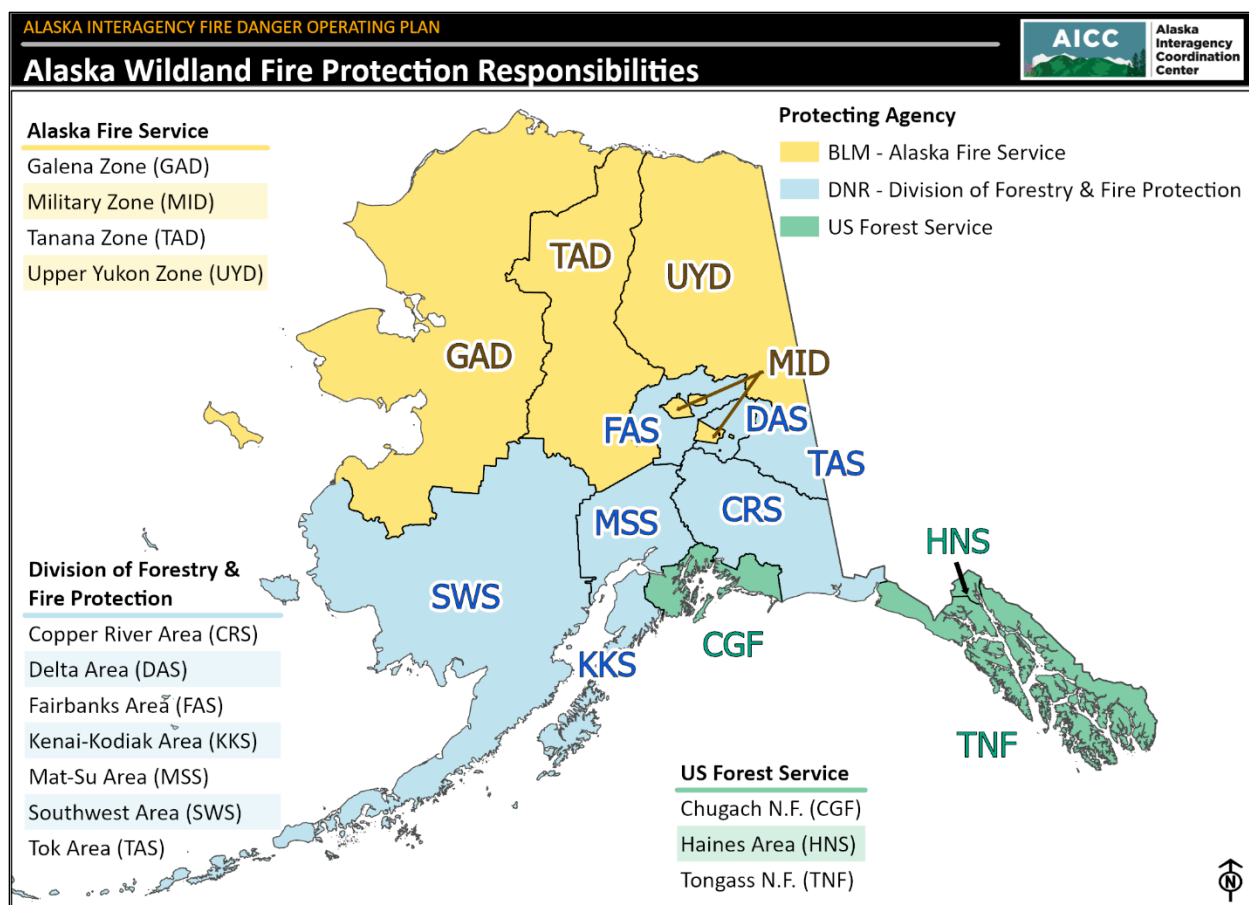 ALASKA INTERAGENCY FIRE DANGER OPERATING PLAN
Alaska Wildland Fire Protection Responsibilities
AICC
Alaska
Interagency
Coordination
Center
Alaska Fire Service
Galena Zone (GAD)
Military Zone (MID)
Tanana Zone (TAD)
Upper Yukon Zone (UYD)
Protecting Agency
BLM - Alaska Fire Service
DNR - Division of Forestry & Fire Protection
US Forest Service
TAD
UYD
GAD
MID
FAS
DAS
TAS
MSS
CRS
HNS
SWS
CGF
KKS
TNF
Division of Forestry &
Fire Protection
Copper River Area (CRS)
Delta Area (DAS)
Fairbanks Area (FAS)
Kenai-Kodiak Area (KKS)
Mat-Su Area (MSS)
Southwest Area (SWS)
Tok Area (TAS)
US Forest Service
Chugach N.F. (CGF)
Haines Area (HNS)
Tongass N.F. (TNF)
N